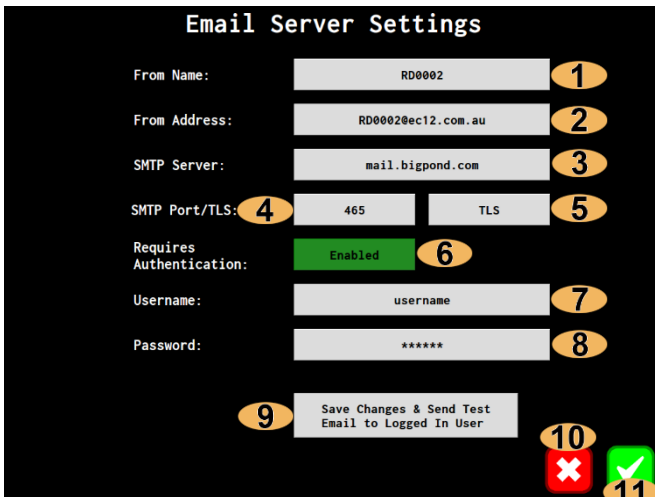 Email Server Settings
From Name: RD0002 1
From Address: RD0002@ec12.com.au 2
SMTP Server: mail.bigpond.com 3
SMTP Port/TLS: 4 465 TLS 5
Requires
Authentication: Enabled 6
Username: username 7
Password: ****** 8
9 Save Changes & Send Test
Email to Logged In User
10
11